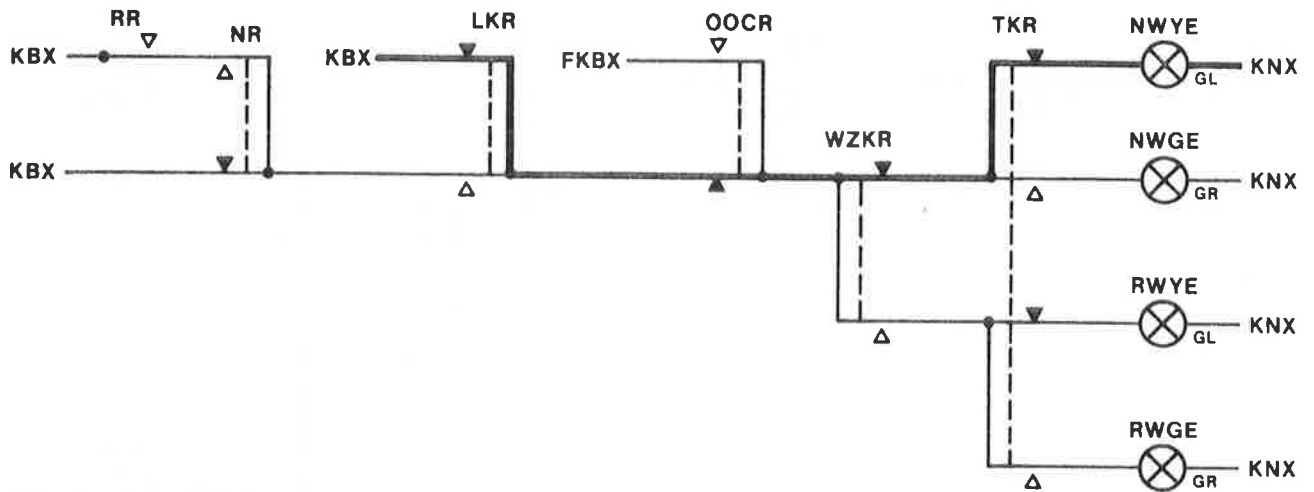 RR NR LKR OOCR TKR NWYE
KBX KBX FKBX GL KNX
WZKR NWGE
KBX GR KNX
RWYE
GL KNX
RWGE
GR KNX